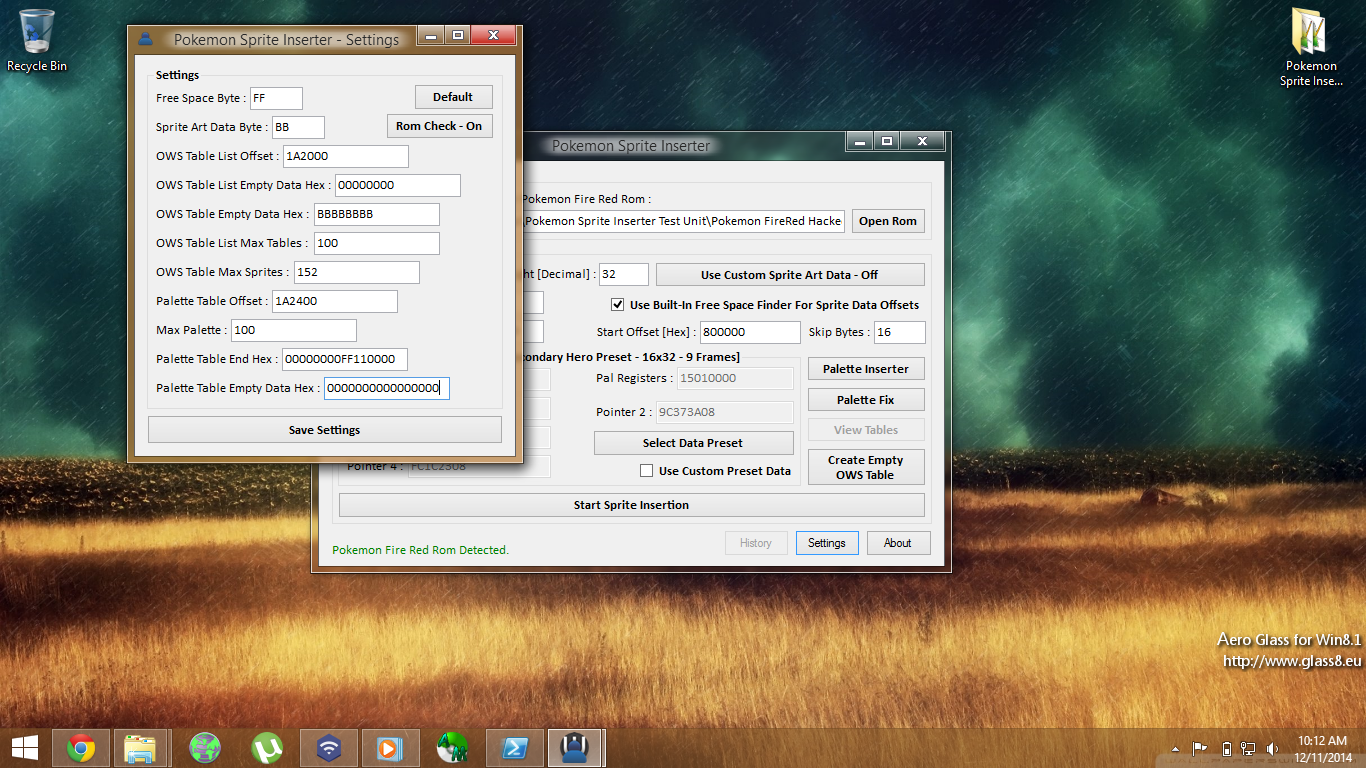 Recycle Bin
Pokemon
Sprite Inse...
Pokemon Sprite Inserter - Settings
Settings
Free Space Byte : FF
Default
Sprite Art Data Byte : BB
Rom Check - On
OWS Table List Offset : 1A2000
OWS Table List Empty Data Hex : 00000000
OWS Table Empty Data Hex : BBBBBBBB
OWS Table List Max Tables : 100
OWS Table Max Sprites : 152
Palette Table Offset : 1A2400
Max Palette : 100
Palette Table End Hex : 00000000FF110000
Palette Table Empty Data Hex : 0000000000000000
Save Settings
Pokemon Sprite Inserter
Pokemon Fire Red Rom :
\Pokemon Sprite Inserter Test Unit\Pokemon FireRed Hacke
Open Rom
ht [Decimal] : 32
Use Custom Sprite Art Data - Off
Use Built-In Free Space Finder For Sprite Data Offsets
Start Offset [Hex] : 800000
Skip Bytes : 16
condary Hero Preset - 16x32 - 9 Frames]
Pal Registers : 15010000
Pointer 2 : 9C373A08
Select Data Preset
Pointer 4 : FC1C2308
Use Custom Preset Data
Palette Inserter
Palette Fix
View Tables
Create Empty
OWS Table
Start Sprite Insertion
Pokemon Fire Red Rom Detected.
History
Settings
About
Aero Glass for Win8.1
http://www.glass8.eu
10:12 AM
12/11/2014